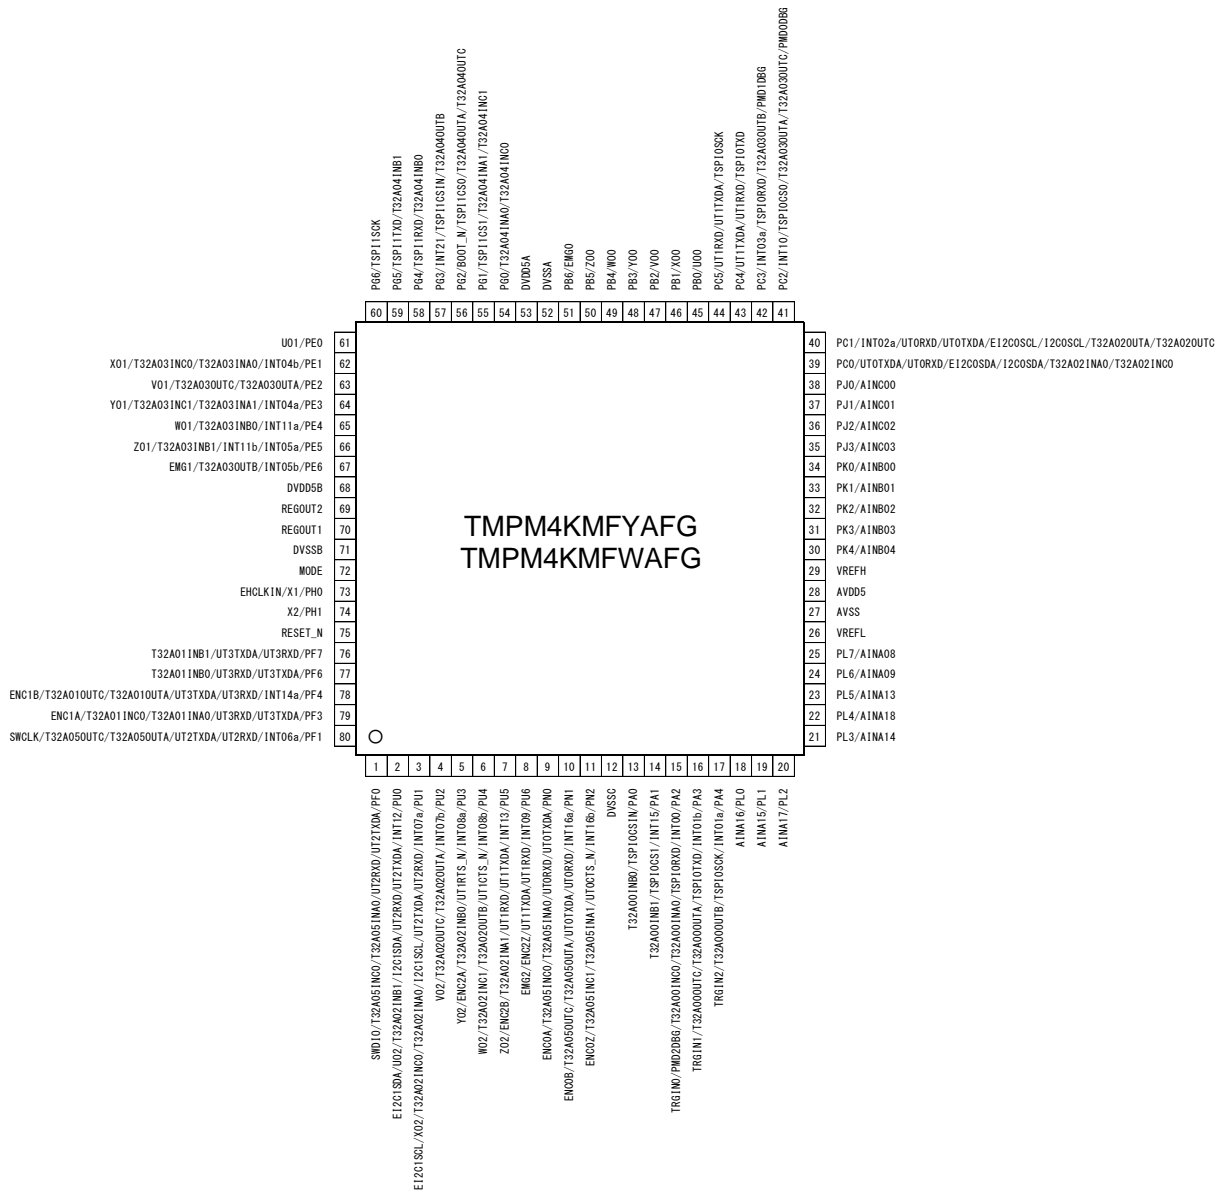 PG6/TSPI1SCK
PG5/TSPI1TXD/T32A04INB1
PG4/TSPI1RXD/T32A04INB0
PG3/INT21/TSPI1CSIN/T32A04OUTB
PG2/BOOT_N/TSPI1CS0/T32A04OUTA/T32A04OUTC
PG1/TSPI1CS1/T32A04INA1/T32A04INC1
PG0/T32A04INA0/T32A04INC0
DVDD5A
DVSSA
PB6/EMG0
PB5/ZO0
PB4/WO0
PB3/YO0
PB2/VO0
PB1/XO0
PB0/UO0
PC5/UT1RXD/UT1TXDA/TSPI0SCK
PC4/UT1TXDA/UT1RXD/TSPI0TXD
PC3/INT03a/TSPI0RXD/T32A03OUTB/PMD1DBG
PC2/INT10/TSPI0CS0/T32A03OUTA/T32A03OUTC/PMD0DBG
60 59 58 57 56 55 54 53 52 51 50 49 48 47 46 45 44 43 42 41
UO1/PE0 61
XO1/T32A03INC0/T32A03INA0/INT04b/PE1 62
VO1/T32A03OUTC/T32A03OUTA/PE2 63
YO1/T32A03INC1/T32A03INA1/INT04a/PE3 64
WO1/T32A03INB0/INT11a/PE4 65
ZO1/T32A03INB1/INT11b/INT05a/PE5 66
EMG1/T32A03OUTB/INT05b/PE6 67
DVDD5B 68
REGOUT2 69
REGOUT1 70
DVSSB 71
MODE 72
EHCLKIN/X1/PH0 73
X2/PH1 74
RESET_N 75
T32A01INB1/UT3TXDA/UT3RXD/PF7 76
T32A01INB0/UT3RXD/UT3TXDA/PF6 77
ENC1B/T32A01OUTC/T32A01OUTA/UT3TXDA/UT3RXD/INT14a/PF4 78
ENC1A/T32A01INC0/T32A01INA0/UT3RXD/UT3TXDA/PF3 79
SWCLK/T32A05OUTC/T32A05OUTA/UT2TXDA/UT2RXD/INT06a/PF1 80
TMPM4KMFYAFG
TMPM4KMFWAFG
40 PC1/INT02a/UT0RXD/UT0TXDA/EI2C0SCL/I2C0SCL/T32A02OUTA/T32A02OUTC
39 PC0/UT0TXDA/UT0RXD/EI2C0SDA/I2C0SDA/T32A02INA0/T32A02INC0
38 PJ0/AINC00
37 PJ1/AINC01
36 PJ2/AINC02
35 PJ3/AINC03
34 PK0/AINB00
33 PK1/AINB01
32 PK2/AINB02
31 PK3/AINB03
30 PK4/AINB04
29 VREFH
28 AVDD5
27 AVSS
26 VREFL
25 PL7/AINA08
24 PL6/AINA09
23 PL5/AINA13
22 PL4/AINA18
21 PL3/AINA14
1 2 3 4 5 6 7 8 9 10 11 12 13 14 15 16 17 18 19 20
SWDIO/T32A05INC0/T32A05INA0/UT2RXD/UT2TXDA/PF0
EI2C1SDA/UO2/T32A02INB1/I2C1SDA/UT2RXD/UT2TXDA/INT12/PU0
EI2C1SCL/XO2/T32A02INC0/T32A02INA0/I2C1SCL/UT2TXDA/UT2RXD/INT07a/PU1
VO2/T32A02OUTC/T32A02OUTA/INT07b/PU2
YO2/ENC2A/T32A02INB0/UT1RTS_N/INT08a/PU3
WO2/T32A02INC1/T32A02OUTB/UT1CTS_N/INT08b/PU4
ZO2/ENC2B/T32A02INA1/UT1RXD/UT1TXDA/INT13/PU5
EMG2/ENC2Z/UT1TXDA/UT1RXD/INT09/PU6
ENC0A/T32A05INC0/T32A05INA0/UT0RXD/UT0TXDA/PN0
ENC0B/T32A05OUTC/T32A05OUTA/UT0TXDA/UT0RXD/INT16a/PN1
ENC0Z/T32A05INC1/T32A05INA1/UT0CTS_N/INT16b/PN2
DVSSC
T32A00INB0/TSPI0CSIN/PA0
T32A00INB1/TSPI0CS1/INT15/PA1
TRGIN0/PMD2DBG/T32A00INC0/T32A00INA0/TSPI0RXD/INT00/PA2
TRGIN1/T32A00OUTC/T32A00OUTA/TSPI0TXD/INT01b/PA3
TRGIN2/T32A00OUTB/TSPI0SCK/INT01a/PA4
AINA16/PL0
AINA15/PL1
AINA17/PL2